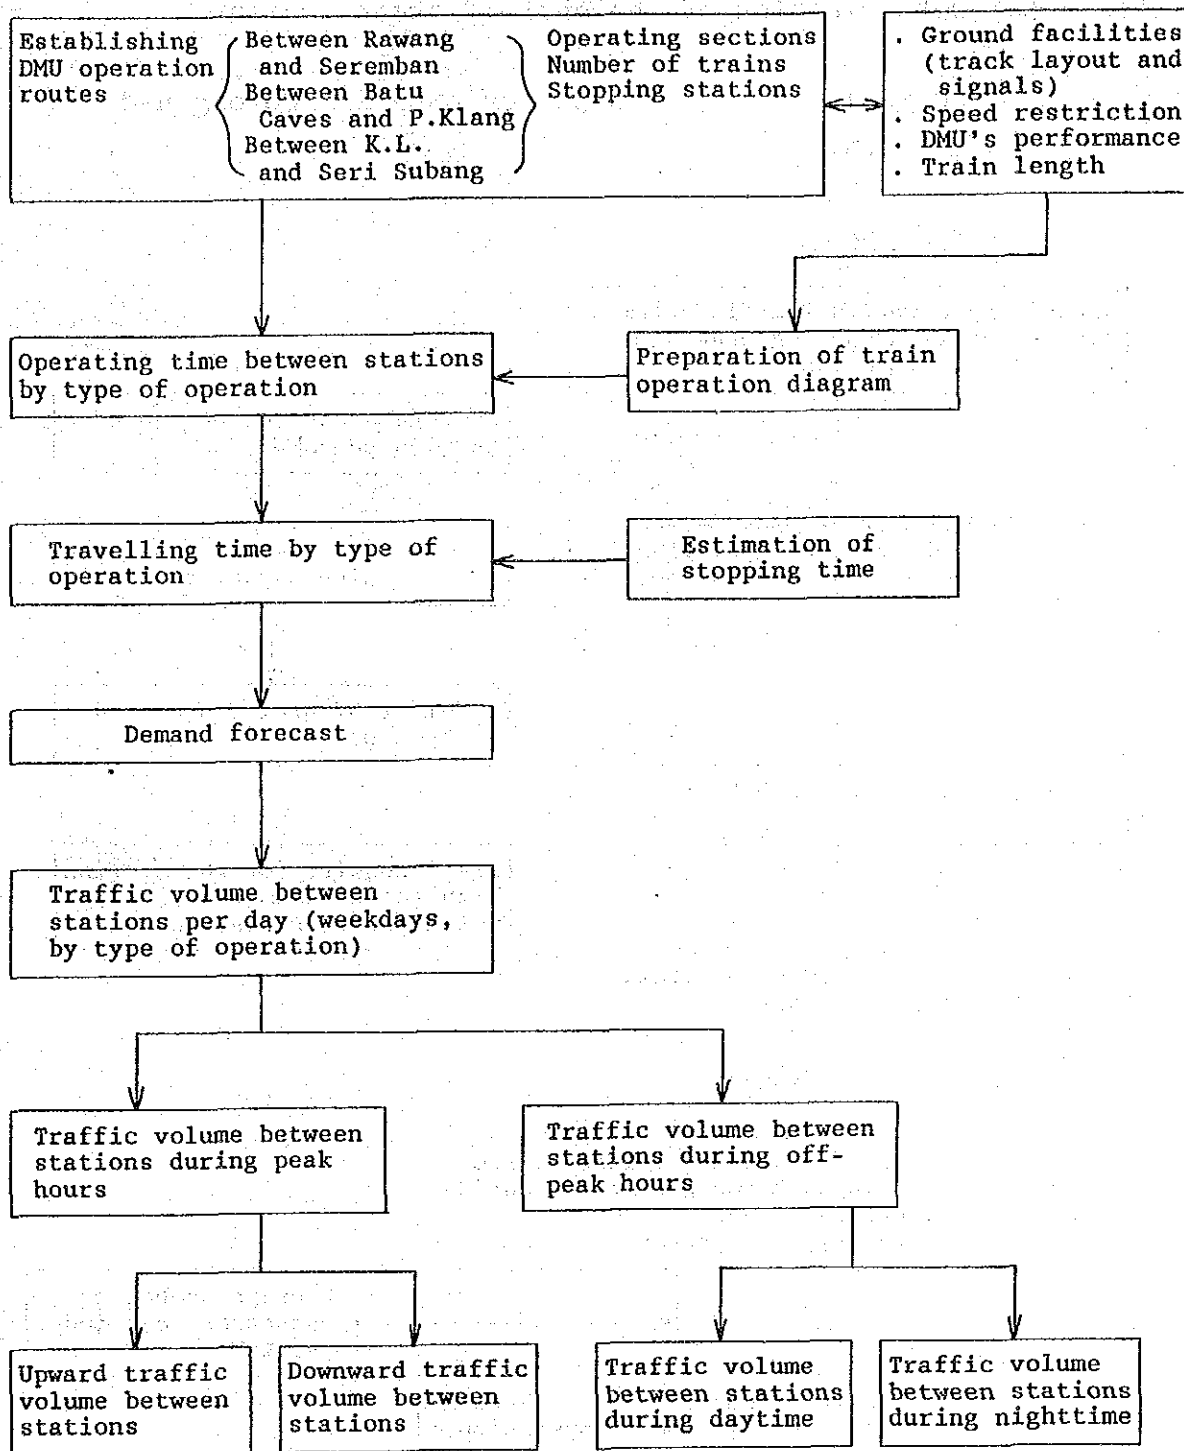 Establishing
DMU operation
routes
Between Rawang
and Seremban
Between Batu
Caves and P.Klang
Between K.L.
and Seri Subang
Operating sections
Number of trains
Stopping stations
. Ground facilities
(track layout and
signals)
. Speed restriction
. DMU's performance
. Train length
Operating time between stations
by type of operation
Preparation of train
operation diagram
Travelling time by type of
operation
Estimation of
stopping time
Demand forecast
Traffic volume between
stations per day (weekdays,
by type of operation)
Traffic volume between
stations during peak
hours
Traffic volume between
stations during off-
peak hours
Upward traffic
volume between
stations
Downward traffic
volume between
stations
Traffic volume
between stations
during daytime
Traffic volume
between stations
during nighttime